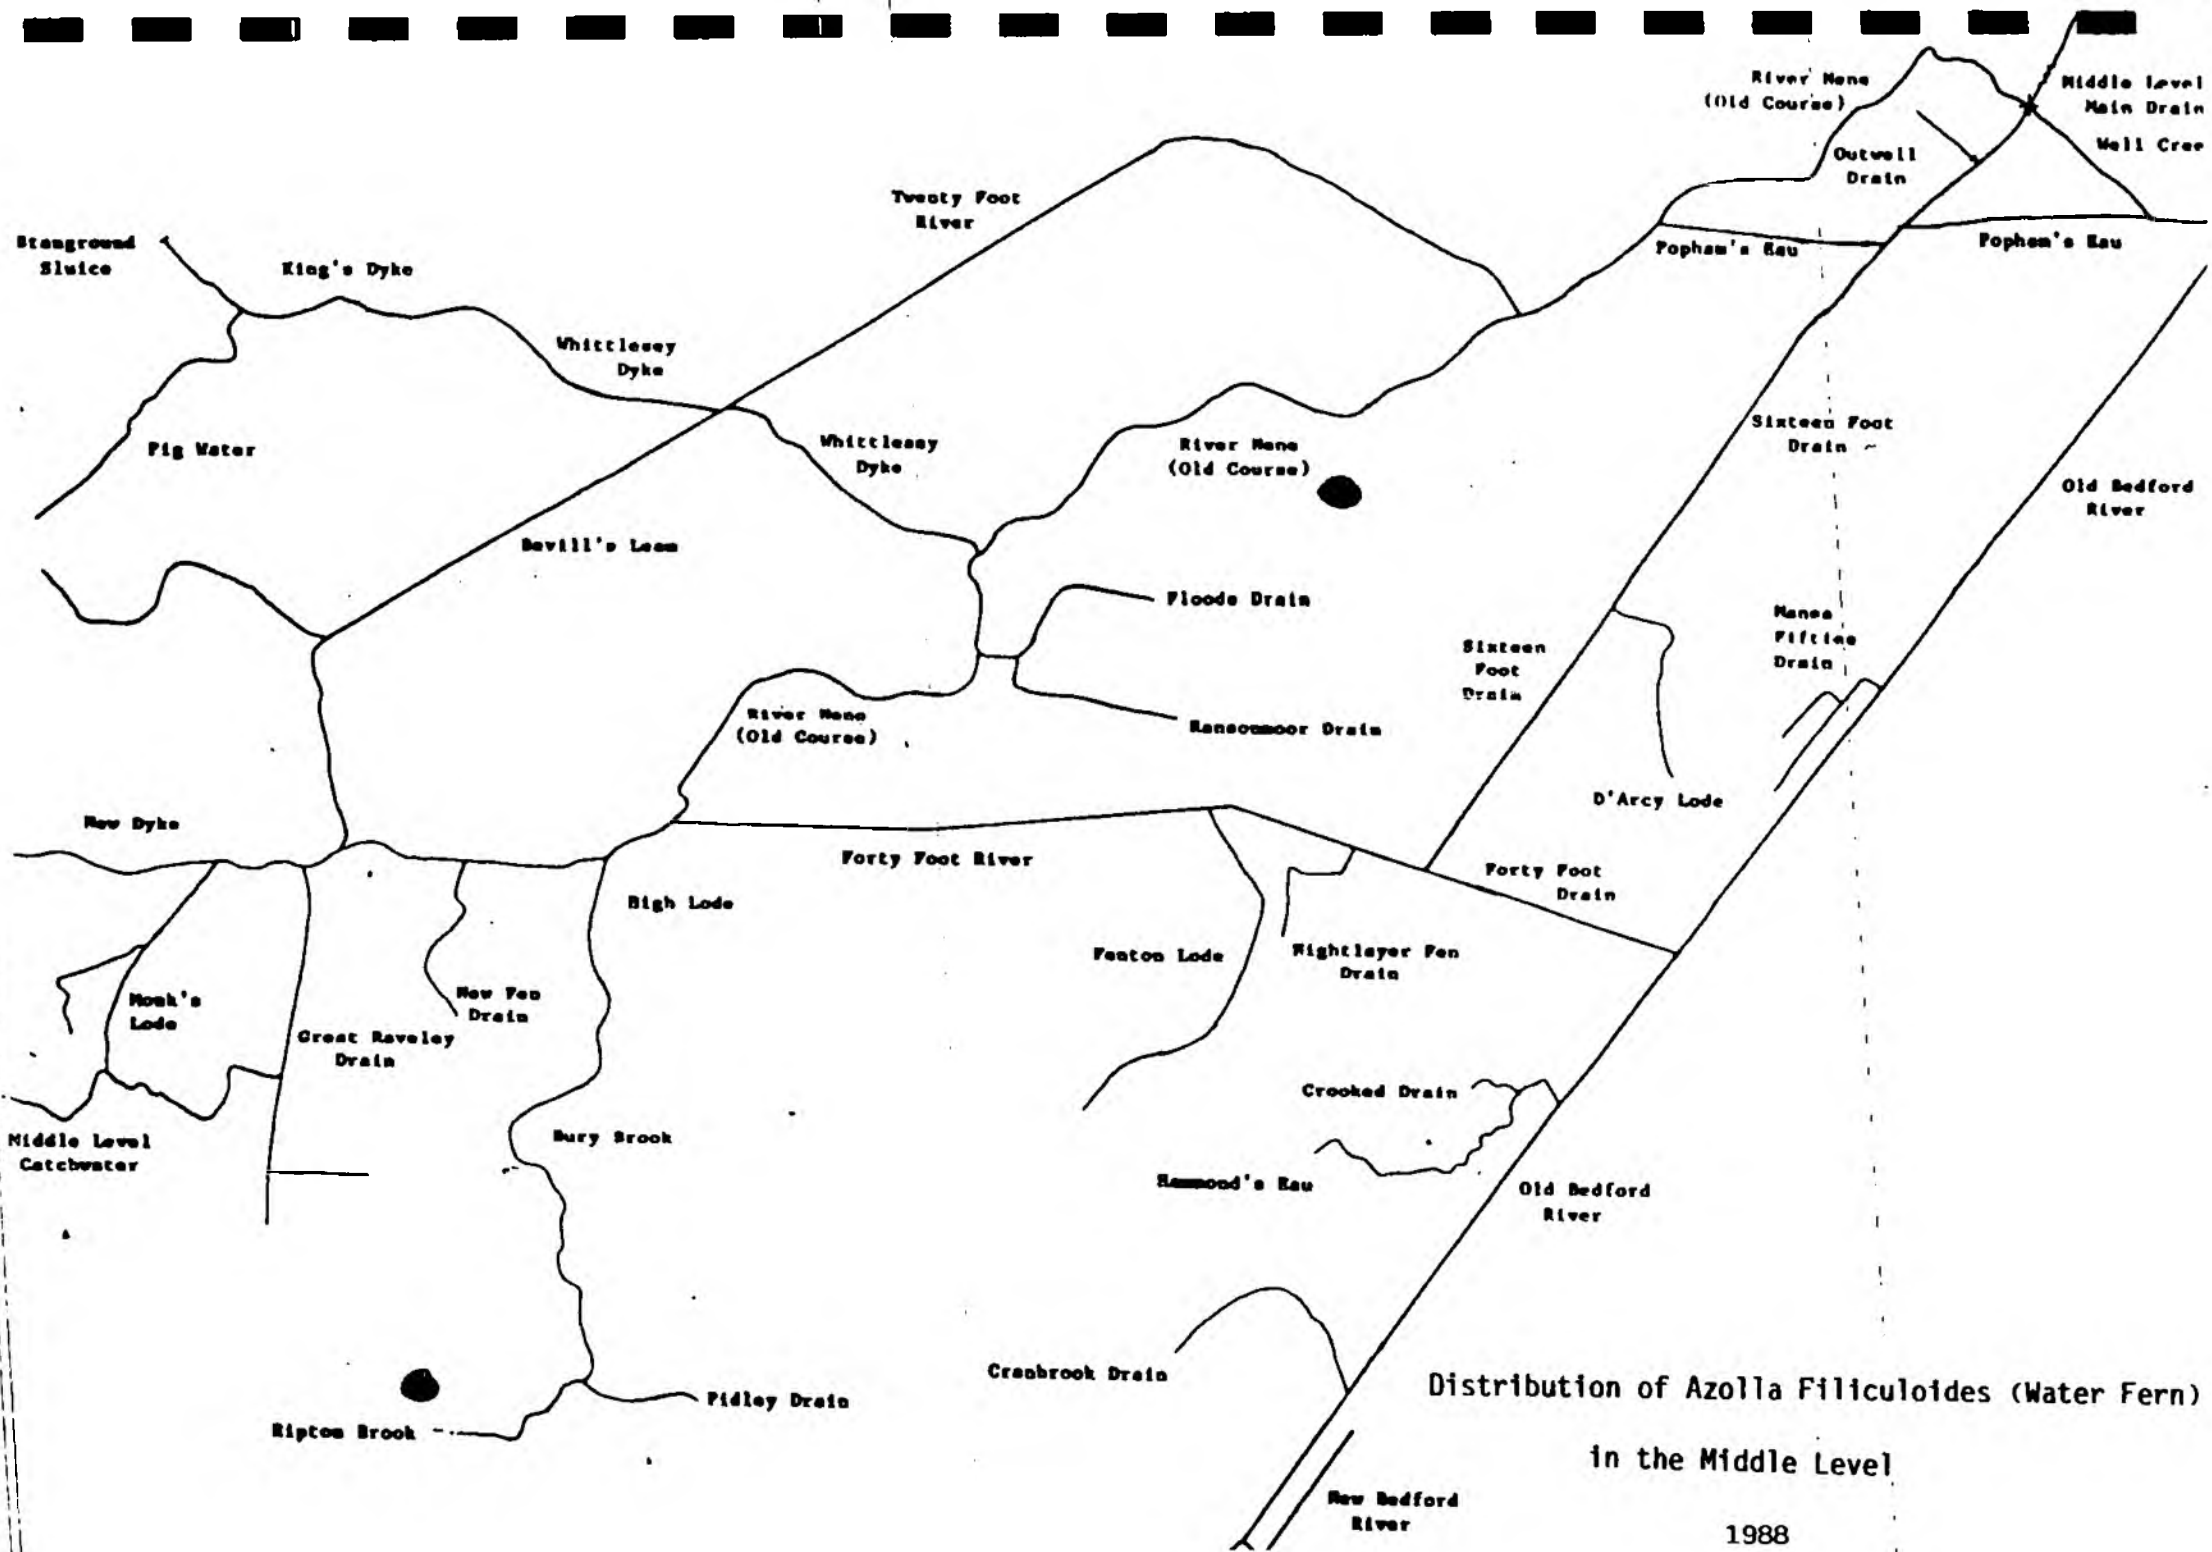 River Nene
(Old Course)
Middle Level
Main Drain
Well Cree
Outwell
Drain
Twenty Foot
River
Stanground
Sluice
King's Dyke
Popham's Eau
Popham's Eau
Whittlesey
Dyke
Pig Water
Whittlesey
Dyke
River Nene
(Old Course)
Sixteen Foot
Drain
Old Bedford
River
Bevill's Leam
Floods Drain
Manea
Fifties
Drain
Sixteen
Foot
Drain
River Nene
(Old Course)
Ransonmoor Drain
D'Arcy Lode
New Dyke
Forty Foot River
Forty Foot
Drain
High Lode
Fenton Lode
Nightlayer Fen
Drain
Monk's
Lode
New Fen
Drain
Great Raveley
Drain
Crooked Drain
Middle Level
Catchwater
Bury Brook
Hammond's Eau
Old Bedford
River
Cranbrook Drain
Pidley Drain
Ripton Brook
New Bedford
River
Distribution of Azolla Filiculoides (Water Fern)
in the Middle Level
1988